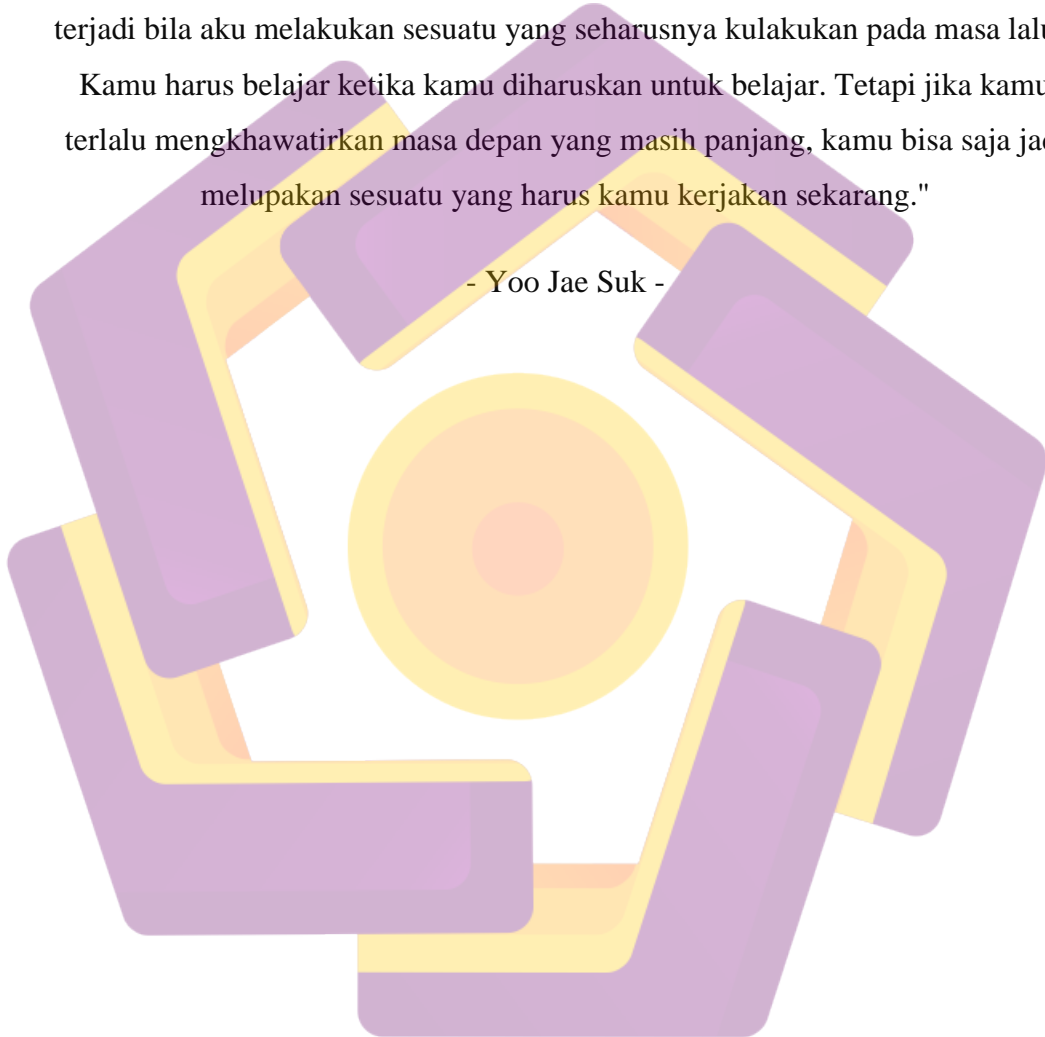 terjadi bila aku melakukan sesuatu yang seharusnya kulakukan pada masa lalu
Kamu harus belajar ketika kamu diharuskan untuk belajar. Tetapi jika kamu
terlalu mengkhawatirkan masa depan yang masih panjang, kamu bisa saja
melupakan sesuatu yang harus kamu kerjakan sekarang."
- Yoo Jae Suk -